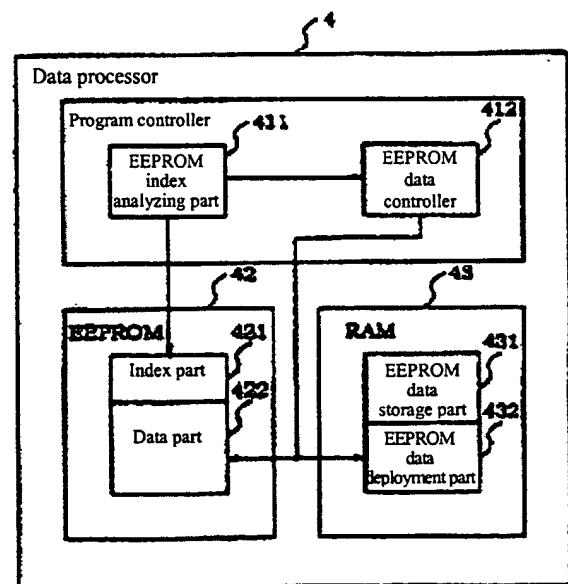 4
Data processor
Program controller
411
412
EEPROM
index
analyzing part
EEPROM
data
controller
42
43
EEPROM
RAM
421
Index part
422
Data part
431
EEPROM
data
storage part
432
EEPROM
data
deployment part